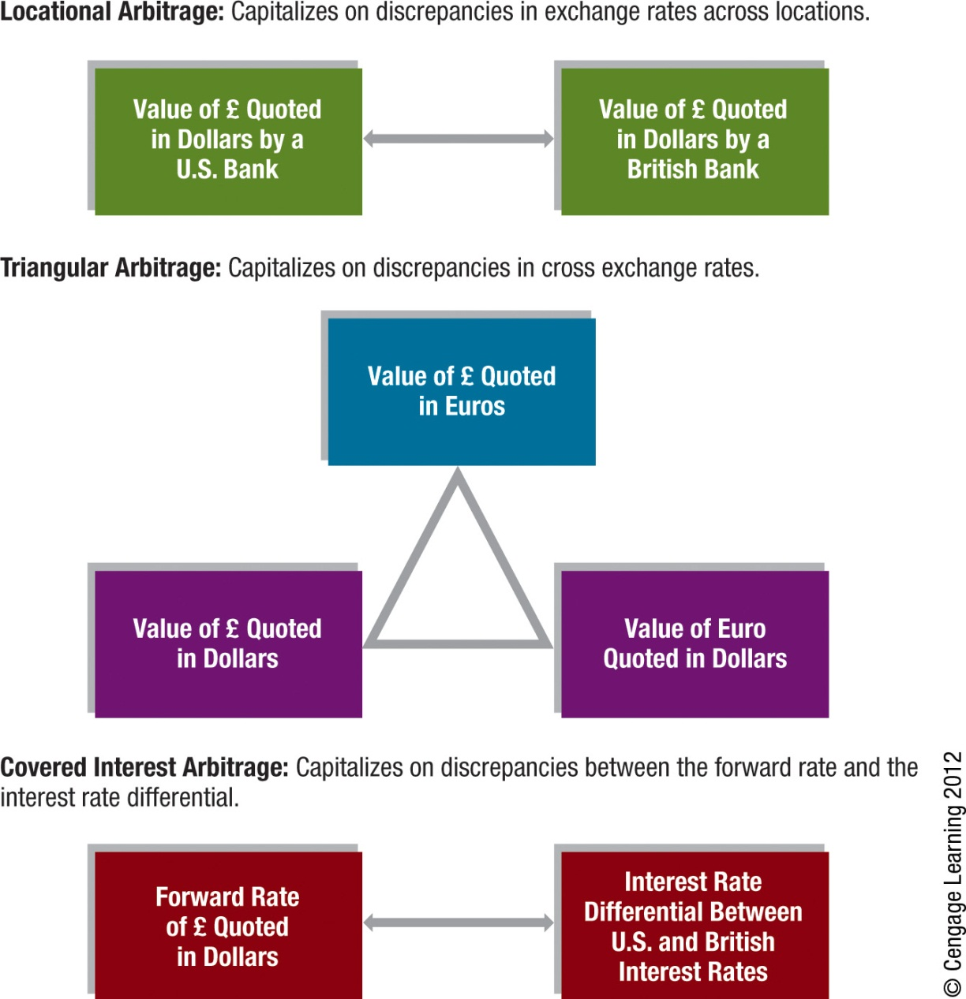 Locational Arbitrage: Capitalizes on discrepancies in exchange rates across locations.
Value of £ Quoted
in Dollars by a
U.S. Bank
Value of £ Quoted
in Dollars by a
British Bank
Triangular Arbitrage: Capitalizes on discrepancies in cross exchange rates.
Value of £ Quoted
in Euros
Value of £ Quoted
in Dollars
Value of Euro
Quoted in Dollars
Covered Interest Arbitrage: Capitalizes on discrepancies between the forward rate and the
interest rate differential.
Forward Rate
of £ Quoted
in Dollars
Interest Rate
Differential Between
U.S. and British
Interest Rates
© Cengage Learning 2012